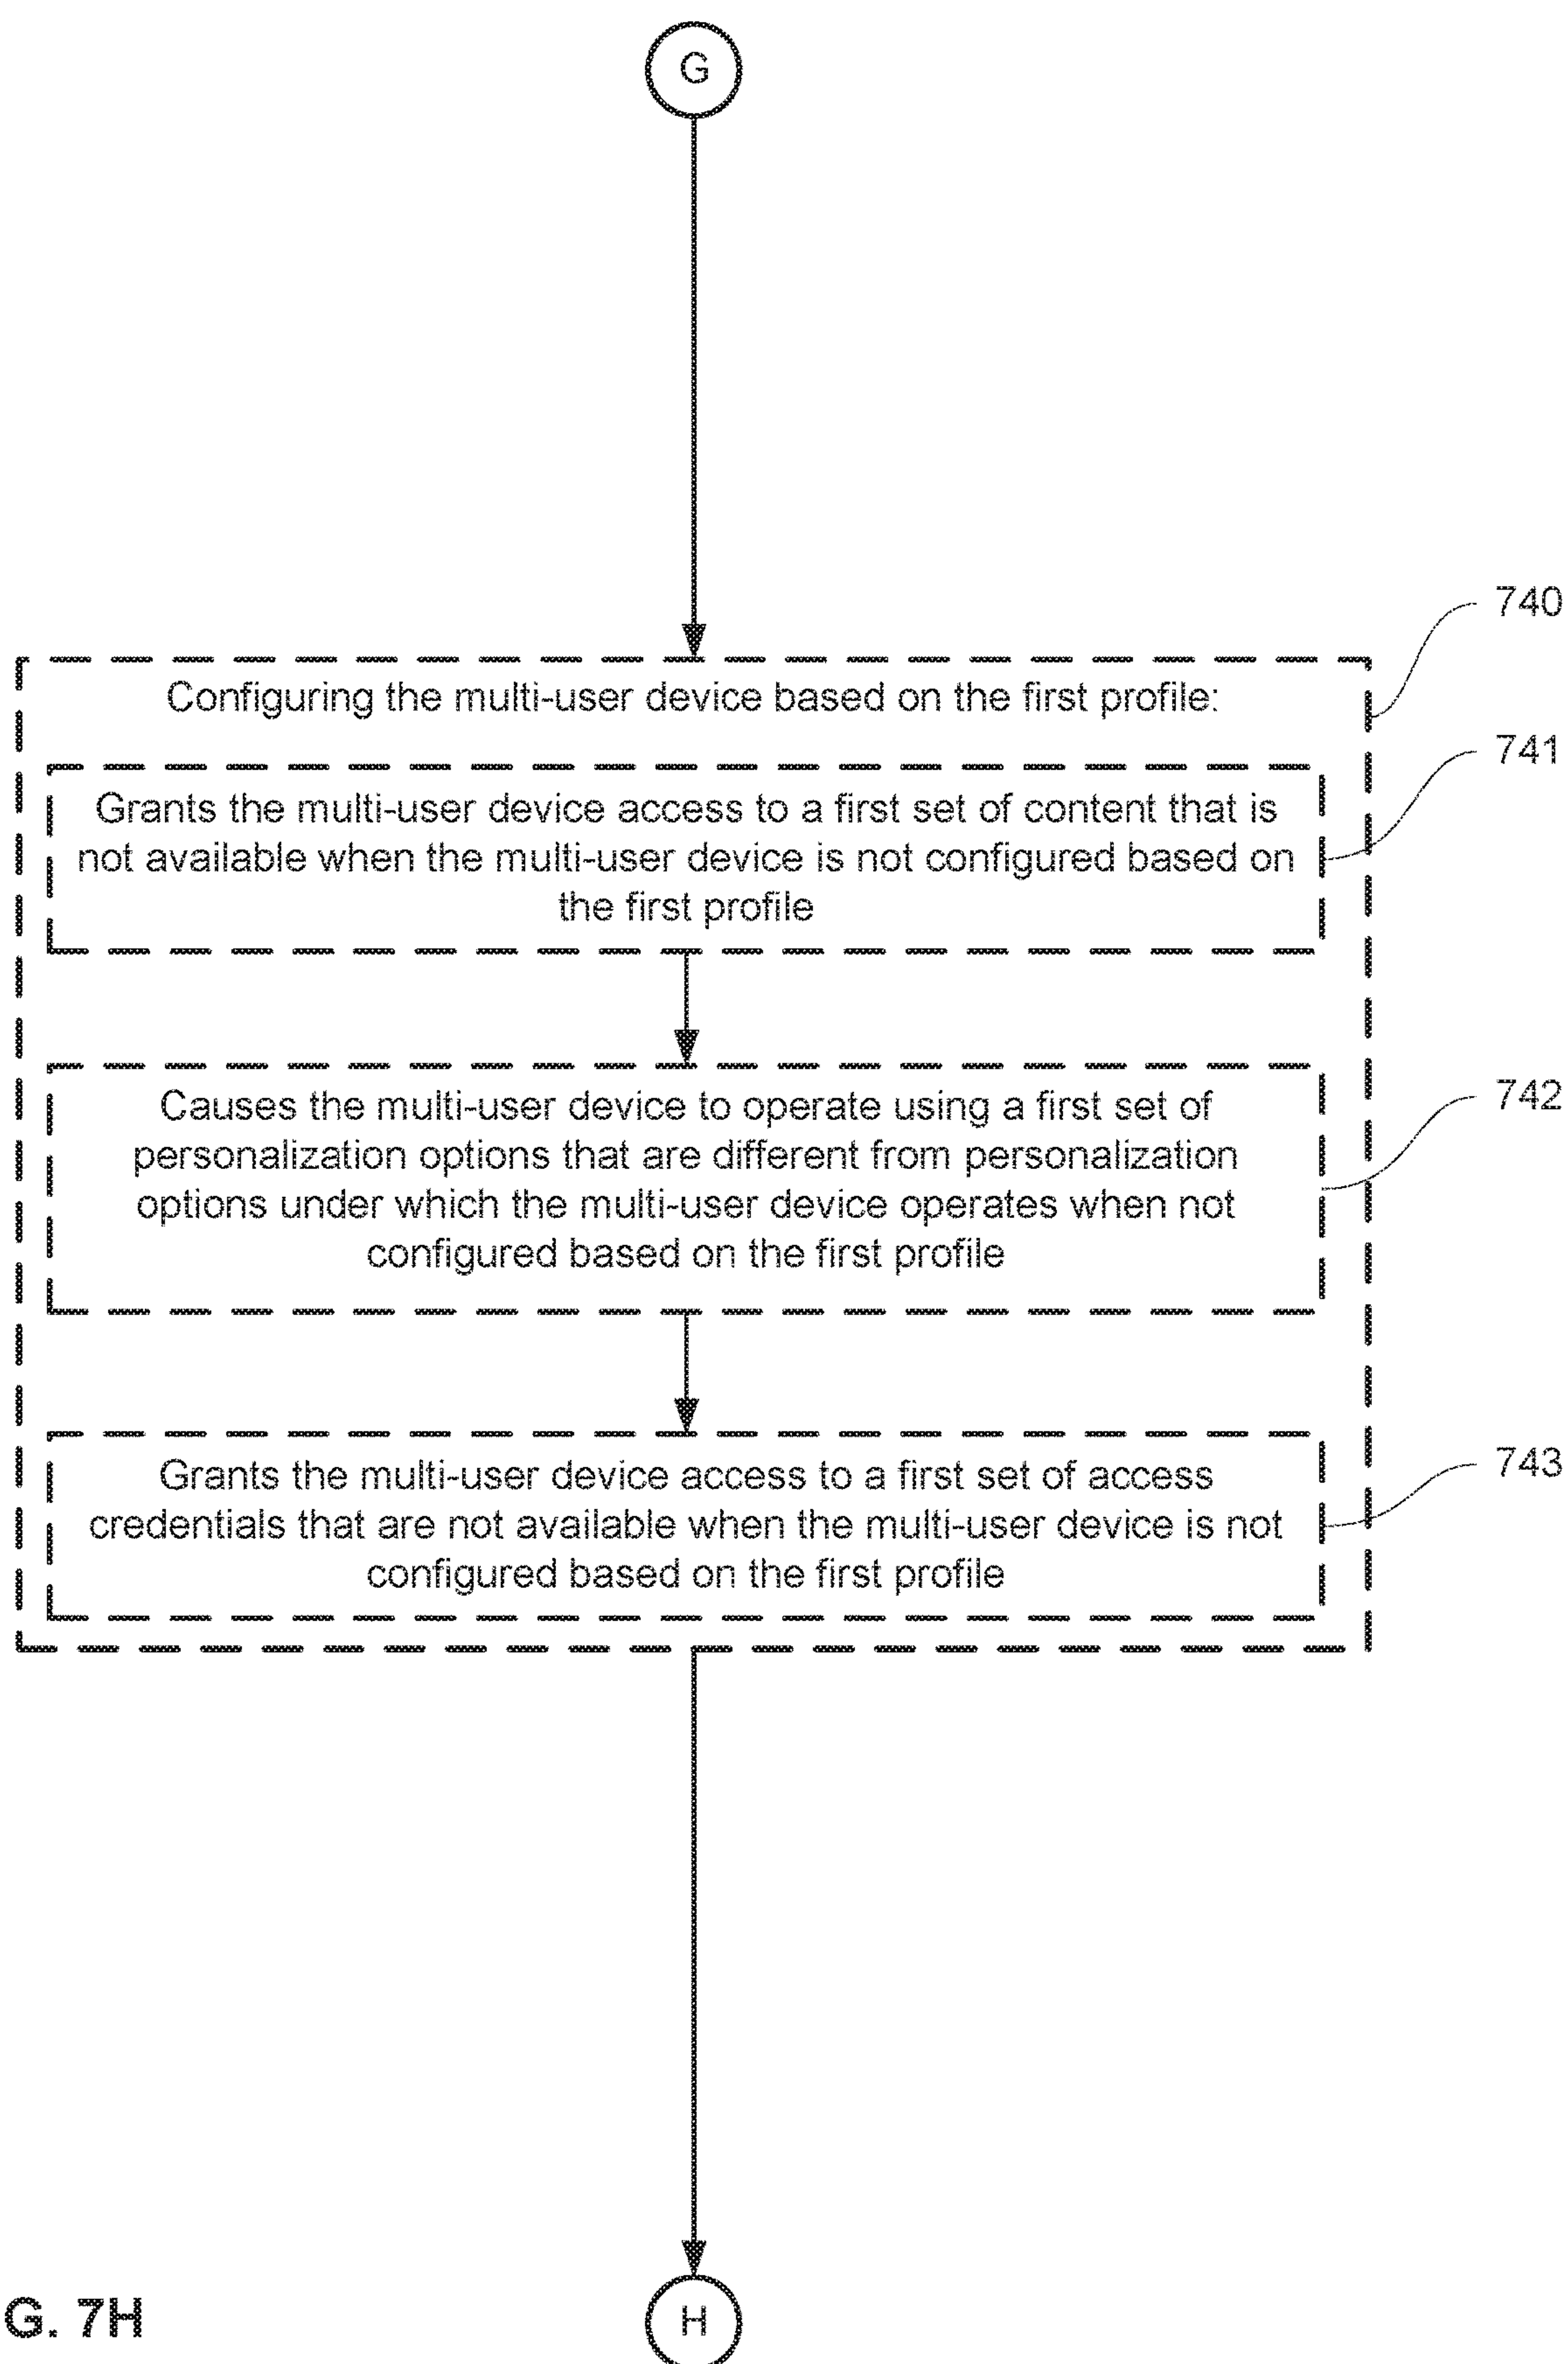 G
740
Configuring the multi-user device based on the first profile:
741
Grants the multi-user device access to a first set of content that is
not available when the multi-user device is not configured based on
the first profile
742
Causes the multi-user device to operate using a first set of
personalization options that are different from personalization
options under which the multi-user device operates when not
configured based on the first profile
743
Grants the multi-user device access to a first set of access
credentials that are not available when the multi-user device is not
configured based on the first profile
G. 7H
H